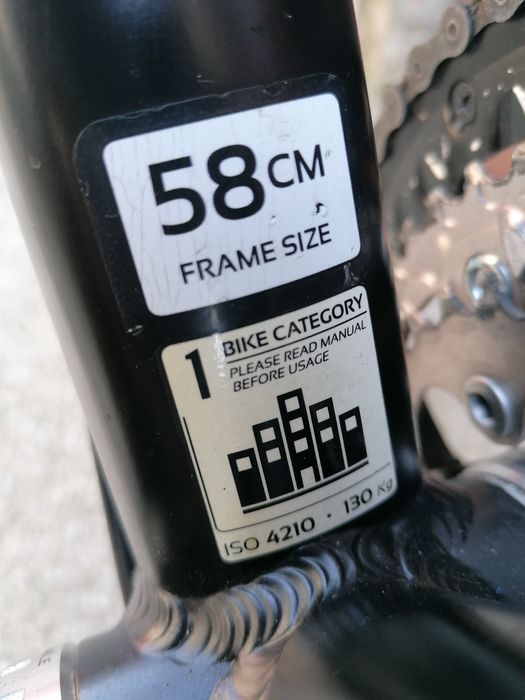 58CM
FRAME SIZE
1
BIKE CATEGORY
PLEASE READ MANUAL
BEFORE USAGE
ISO 4210 · 130 Kg